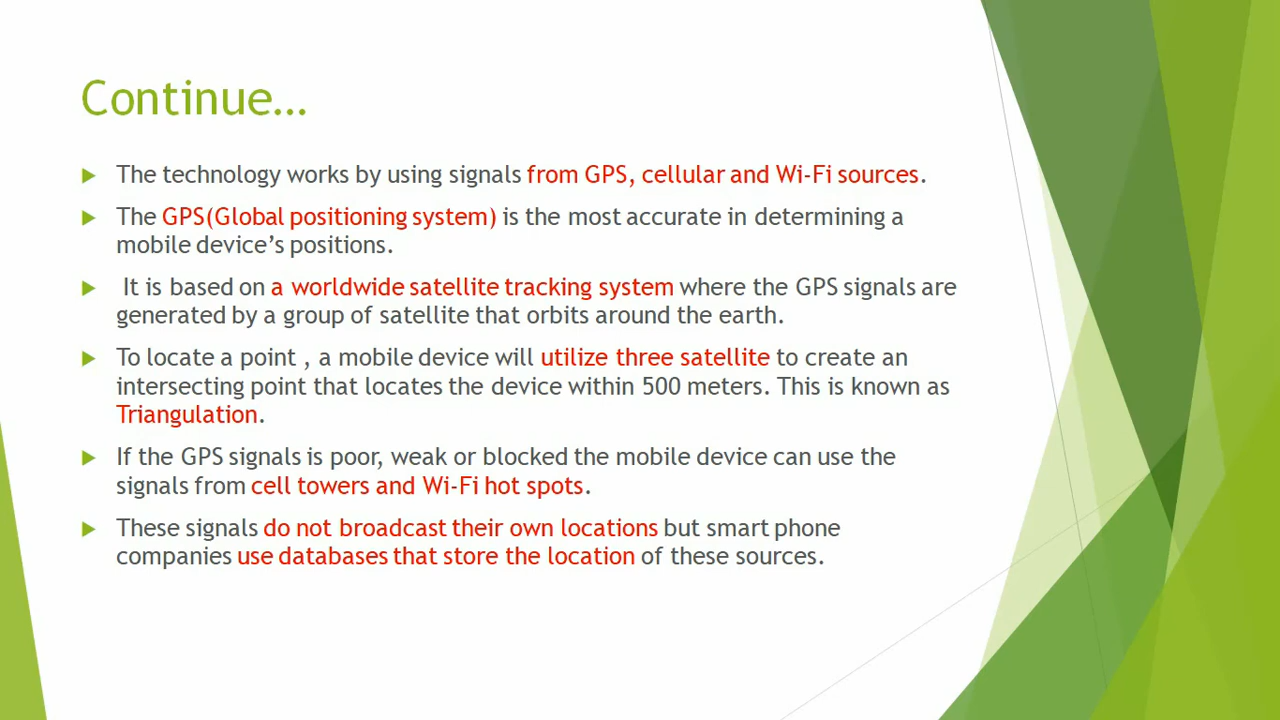 Continue…
The technology works by using signals from GPS, cellular and Wi-Fi sources.
The GPS(Global positioning system) is the most accurate in determining a
mobile device’s positions.
It is based on a worldwide satellite tracking system where the GPS signals are
generated by a group of satellite that orbits around the earth.
To locate a point , a mobile device will utilize three satellite to create an
intersecting point that locates the device within 500 meters. This is known as
Triangulation.
If the GPS signals is poor, weak or blocked the mobile device can use the
signals from cell towers and Wi-Fi hot spots.
These signals do not broadcast their own locations but smart phone
companies use databases that store the location of these sources.